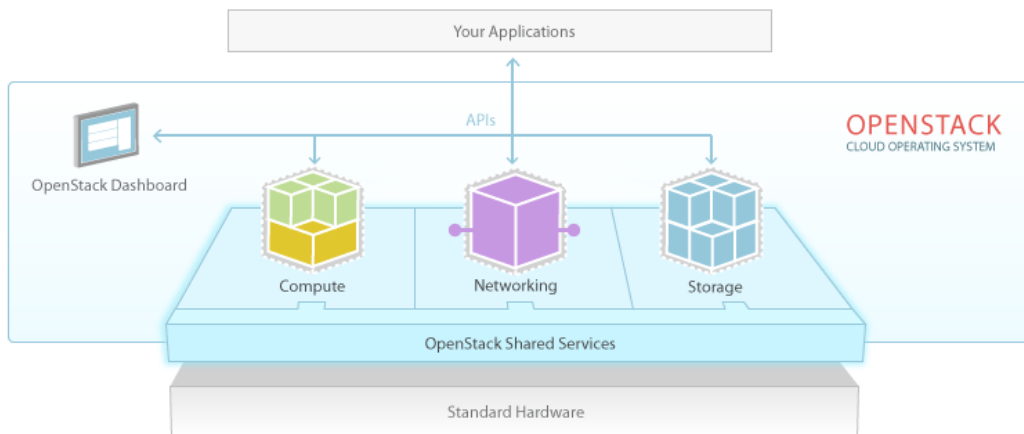 Your Applications
APIs
OPENSTACK
CLOUD OPERATING SYSTEM
OpenStack Dashboard
Compute
Networking
Storage
OpenStack Shared Services
Standard Hardware